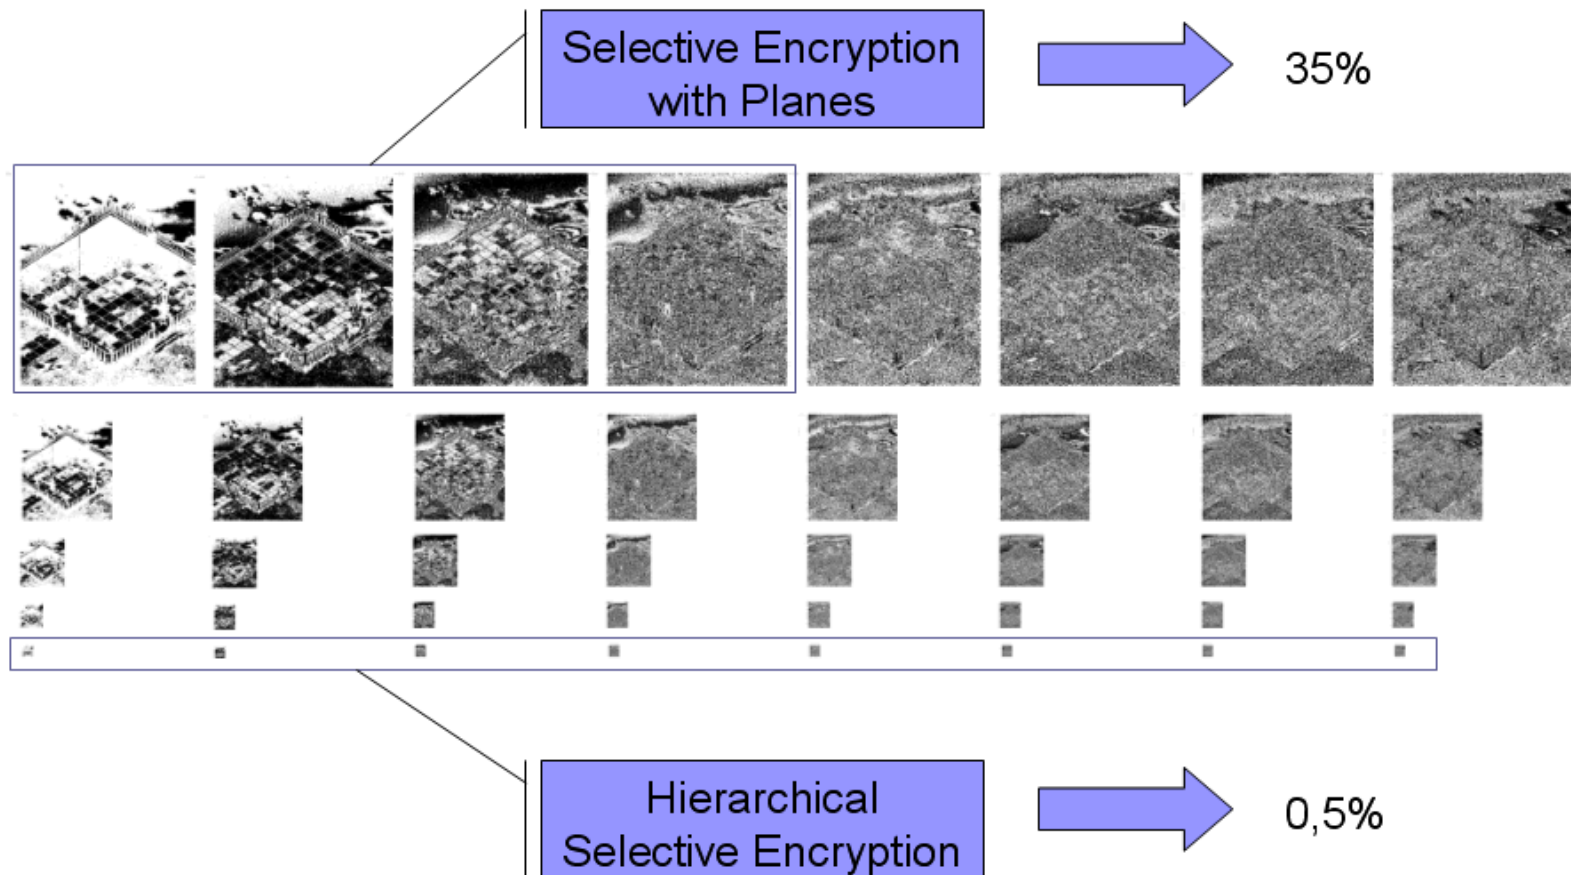 Selective Encryption
with Planes
35%
Hierarchical
Selective Encryption
0,5%